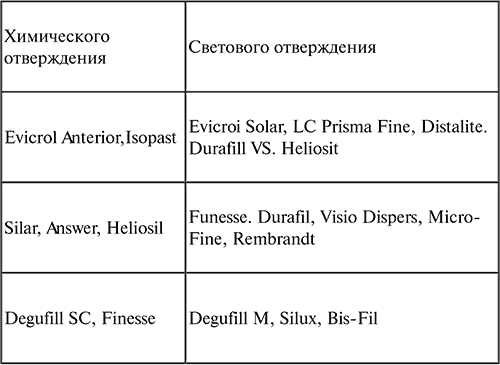 Химического
отверждения
Светового отверждения
Evicrol Anterior,Isopast
Evicroi Solar, LC Prisma Fine, Distalite.
Durafill VS. Heliosit
Silar, Answer, Heliosil
Funesse. Durafil, Visio Dispers, Micro-
Fine, Rembrandt
Degufill SC, Finesse
Degufill M, Silux, Bis-Fil